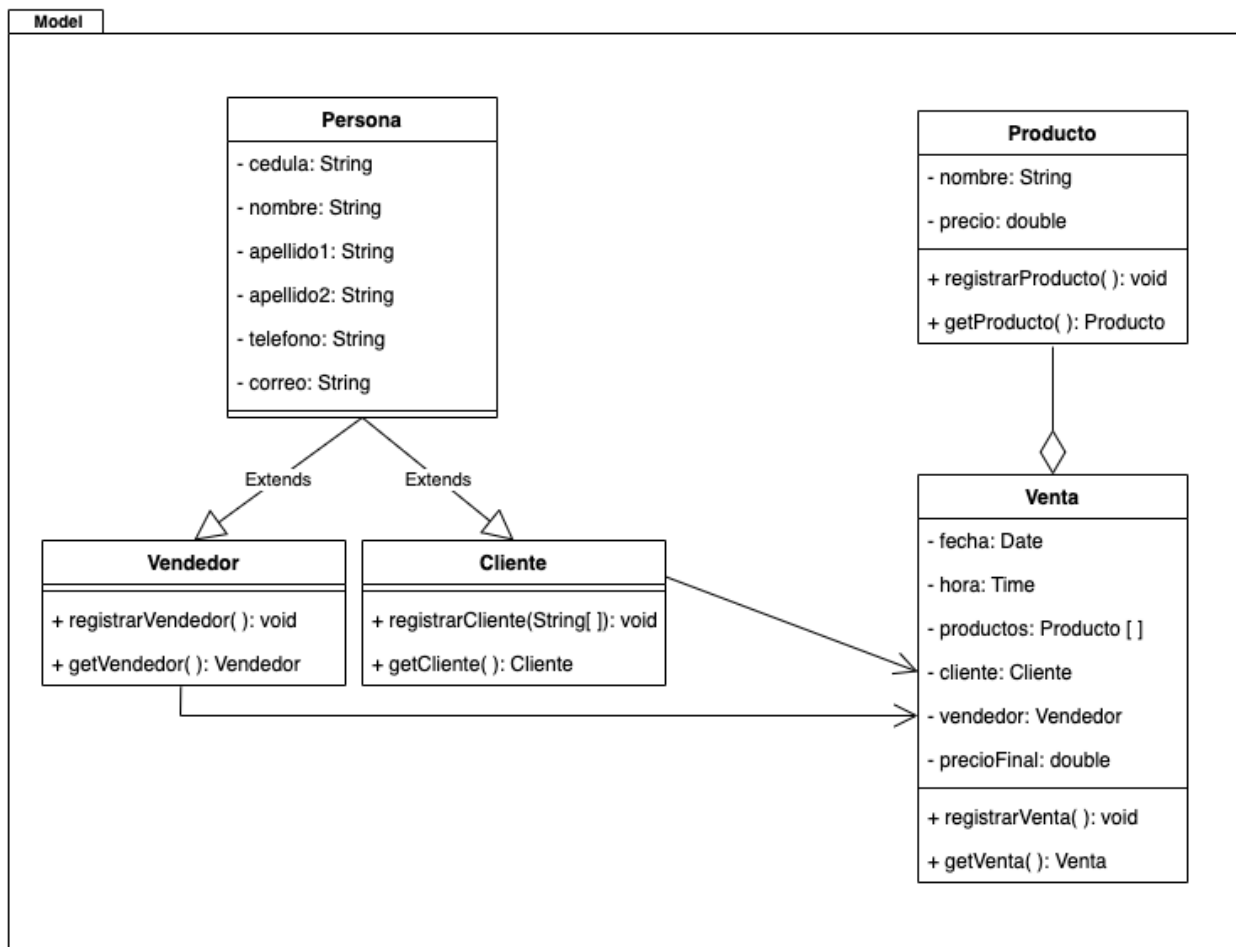 Model
Persona
- cedula: String
- nombre: String
- apellido1: String
- apellido2: String
- telefono: String
- correo: String
Producto
- nombre: String
- precio: double
+ registrarProducto( ): void
+ getProducto( ): Producto
Extends
Extends
Vendedor
+ registrarVendedor( ): void
+ getVendedor( ): Vendedor
Cliente
+ registrarCliente(String[ ]): void
+ getCliente( ): Cliente
Venta
- fecha: Date
- hora: Time
- productos: Producto [ ]
- cliente: Cliente
- vendedor: Vendedor
- precioFinal: double
+ registrarVenta( ): void
+ getVenta( ): Venta